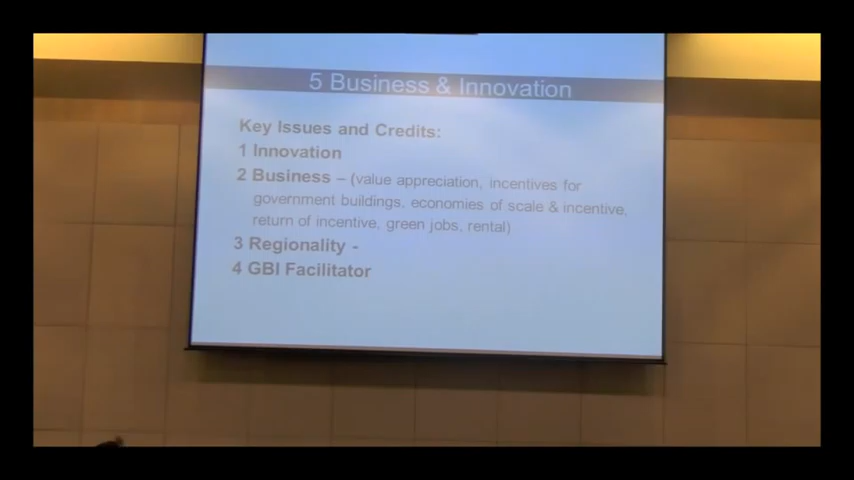 5 Business & Innovation
Key Issues and Credits:
1 Innovation
2 Business – (value appreciation, incentives for
government buildings, economies of scale & incentive,
return of incentive, green jobs, rental)
3 Regionality -
4 GBI Facilitator